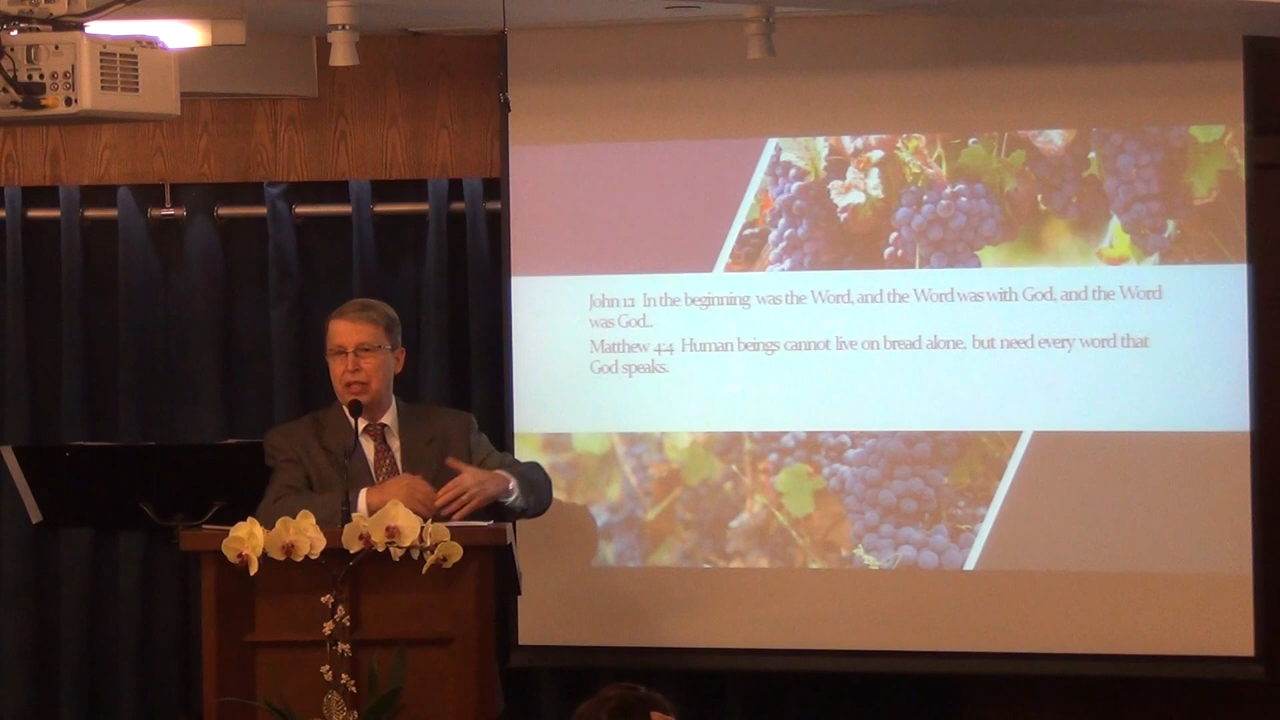 John 1:1 In the beginning was the Word, and the Word was with God, and the Word
was God..
Matthew 4:4 Human beings cannot live on bread alone, but need every word that
God speaks.